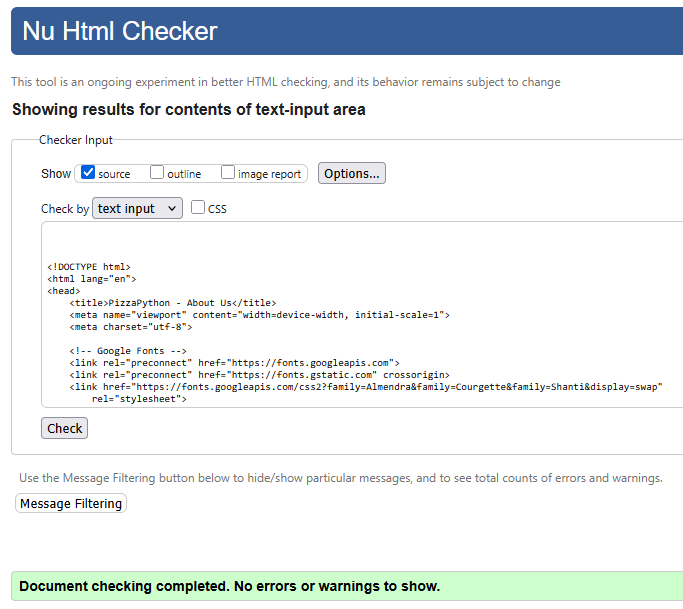 Nu Html Checker
This tool is an ongoing experiment in better HTML checking, and its behavior remains subject to change
Showing results for contents of text-input area
Checker Input
Show source outline image report Options...
Check by text input CSS
<!DOCTYPE html>
<html lang="en">
<head>
    <title>PizzaPython - About Us</title>
    <meta name="viewport" content="width=device-width, initial-scale=1">
    <meta charset="utf-8">
    <!-- Google Fonts -->
    <link rel="preconnect" href="https://fonts.googleapis.com">
    <link rel="preconnect" href="https://fonts.gstatic.com" crossorigin>
    <link href="https://fonts.googleapis.com/css2?family=Almendra&family=Courgette&family=Shanti&display=swap"
        rel="stylesheet">
Check
Use the Message Filtering button below to hide/show particular messages, and to see total counts of errors and warnings.
Message Filtering
Document checking completed. No errors or warnings to show.